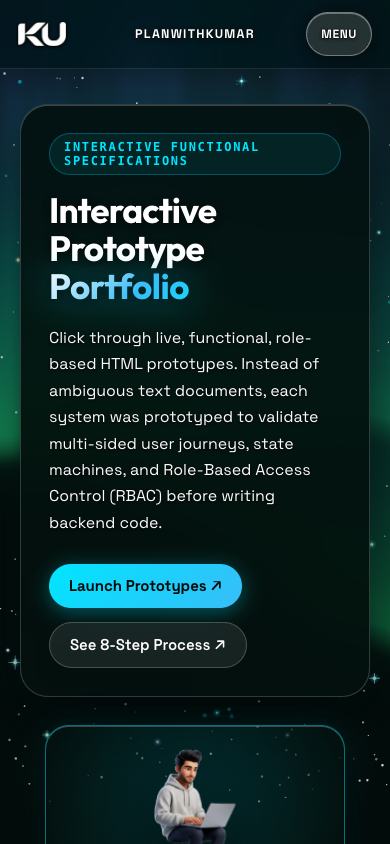 KU
PLANWITHKUMAR
MENU
INTERACTIVE FUNCTIONAL
SPECIFICATIONS
Interactive
Prototype
Portfolio
Click through live, functional, role-
based HTML prototypes. Instead of
ambiguous text documents, each
system was prototyped to validate
multi-sided user journeys, state
machines, and Role-Based Access
Control (RBAC) before writing
backend code.
Launch Prototypes ↗
See 8-Step Process ↗